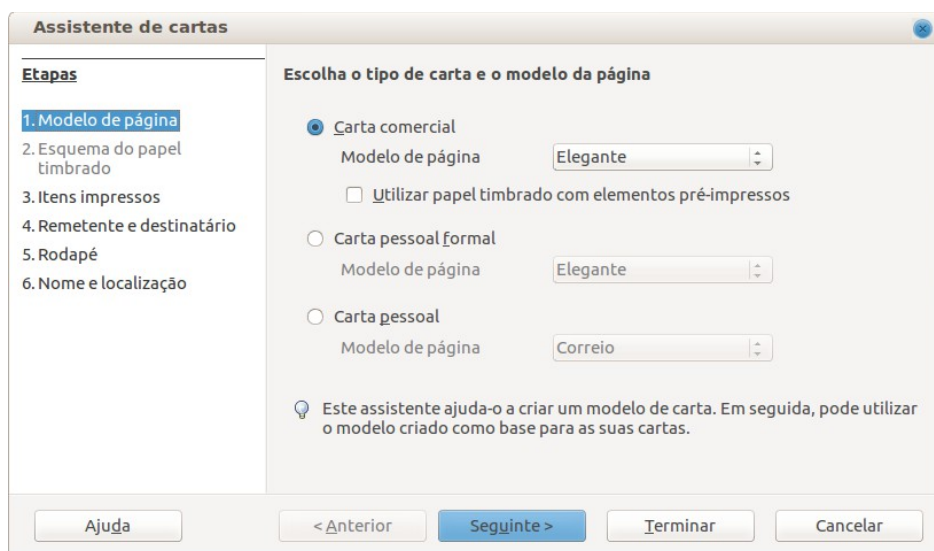 Assistente de cartas
Etapas
1. Modelo de página
2. Esquema do papel
timbrado
3. Itens impressos
4. Remetente e destinatário
5. Rodapé
6. Nome e localização
Escolha o tipo de carta e o modelo da página
Carta comercial
Modelo de página Elegante
Utilizar papel timbrado com elementos pré-impressos
Carta pessoal formal
Modelo de página Elegante
Carta pessoal
Modelo de página Correio
Este assistente ajuda-o a criar um modelo de carta. Em seguida, pode utilizar
o modelo criado como base para as suas cartas.
Ajuda < Anterior Seguinte > Terminar Cancelar